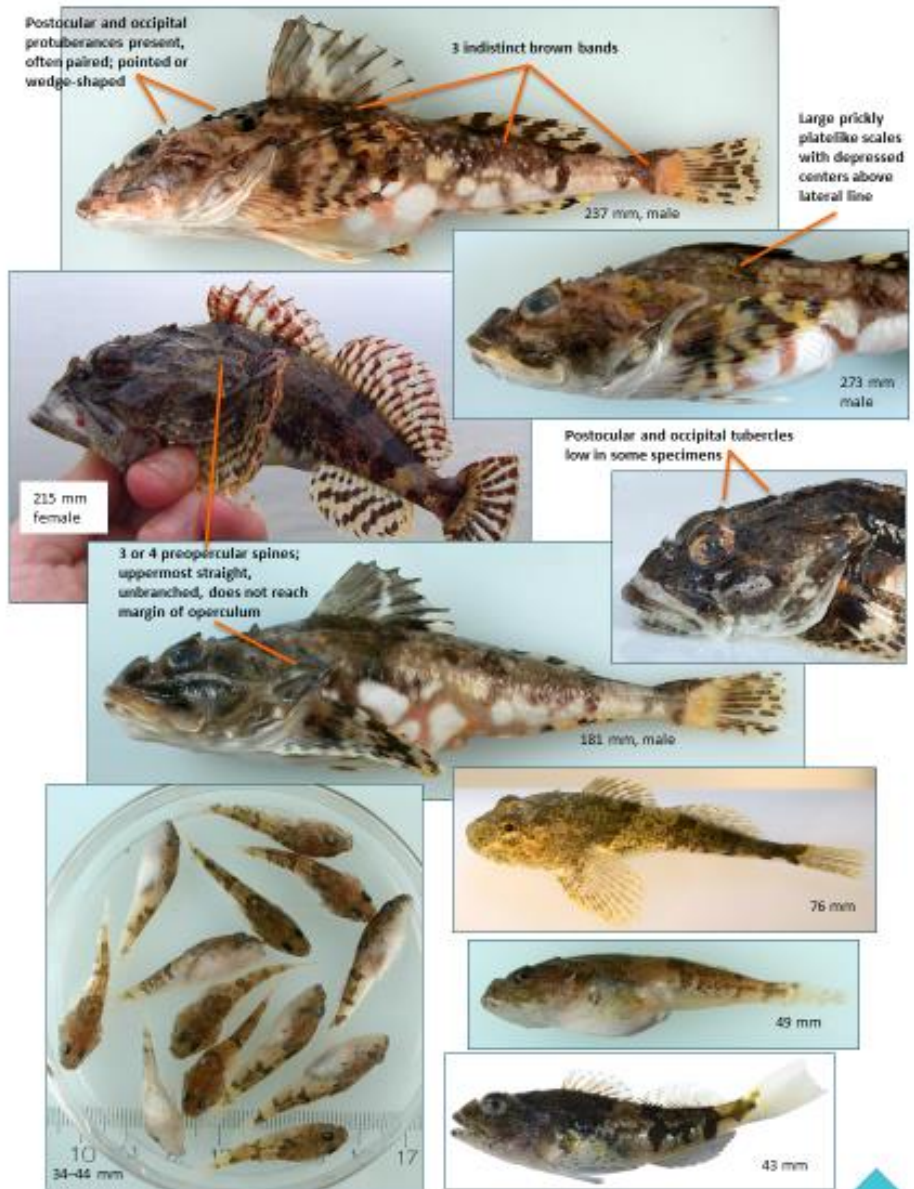 Postocular and occipital
protuberances present,
often paired; pointed or
wedge-shaped
3 indistinct brown bands
Large prickly
platelike scales
with depressed
centers above
lateral line
237 mm, male
273 mm
male
Postocular and occipital tubercles
low in some specimens
215 mm
female
3 or 4 preopercular spines;
uppermost straight,
unbranched, does not reach
margin of operculum
181 mm, male
76 mm
49 mm
10
17
34–44 mm
43 mm